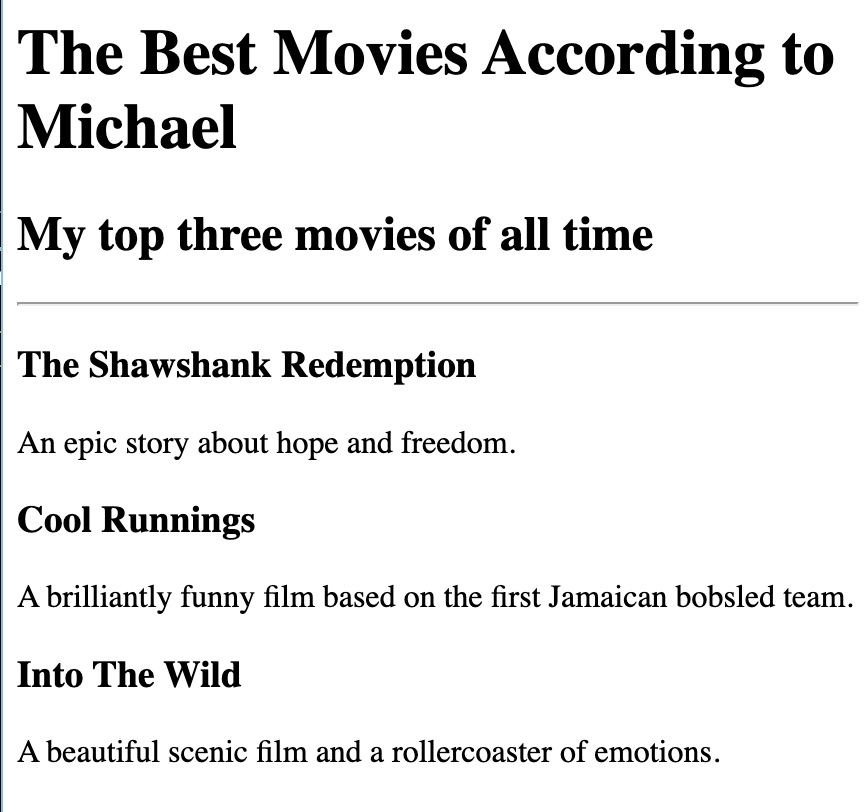 The Best Movies According to
Michael
My top three movies of all time
The Shawshank Redemption
An epic story about hope and freedom.
Cool Runnings
A brilliantly funny film based on the first Jamaican bobsled team.
Into The Wild
A beautiful scenic film and a rollercoaster of emotions.